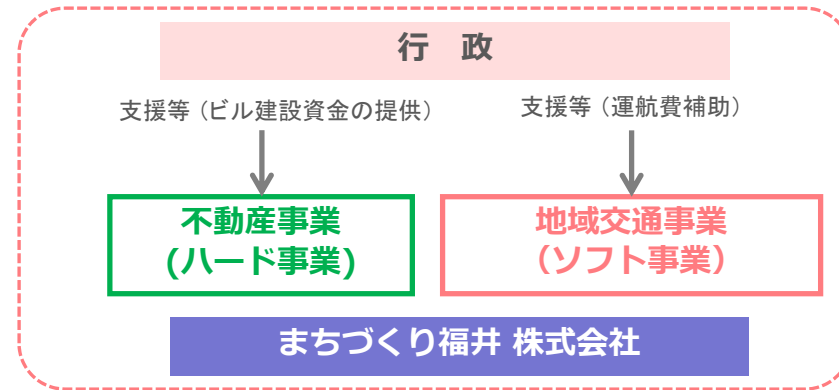 行　政
支援等（ビル建設資金の提供）
支援等（運航費補助）
不動産事業
(ハード事業)
地域交通事業
（ソフト事業）
まちづくり福井 株式会社